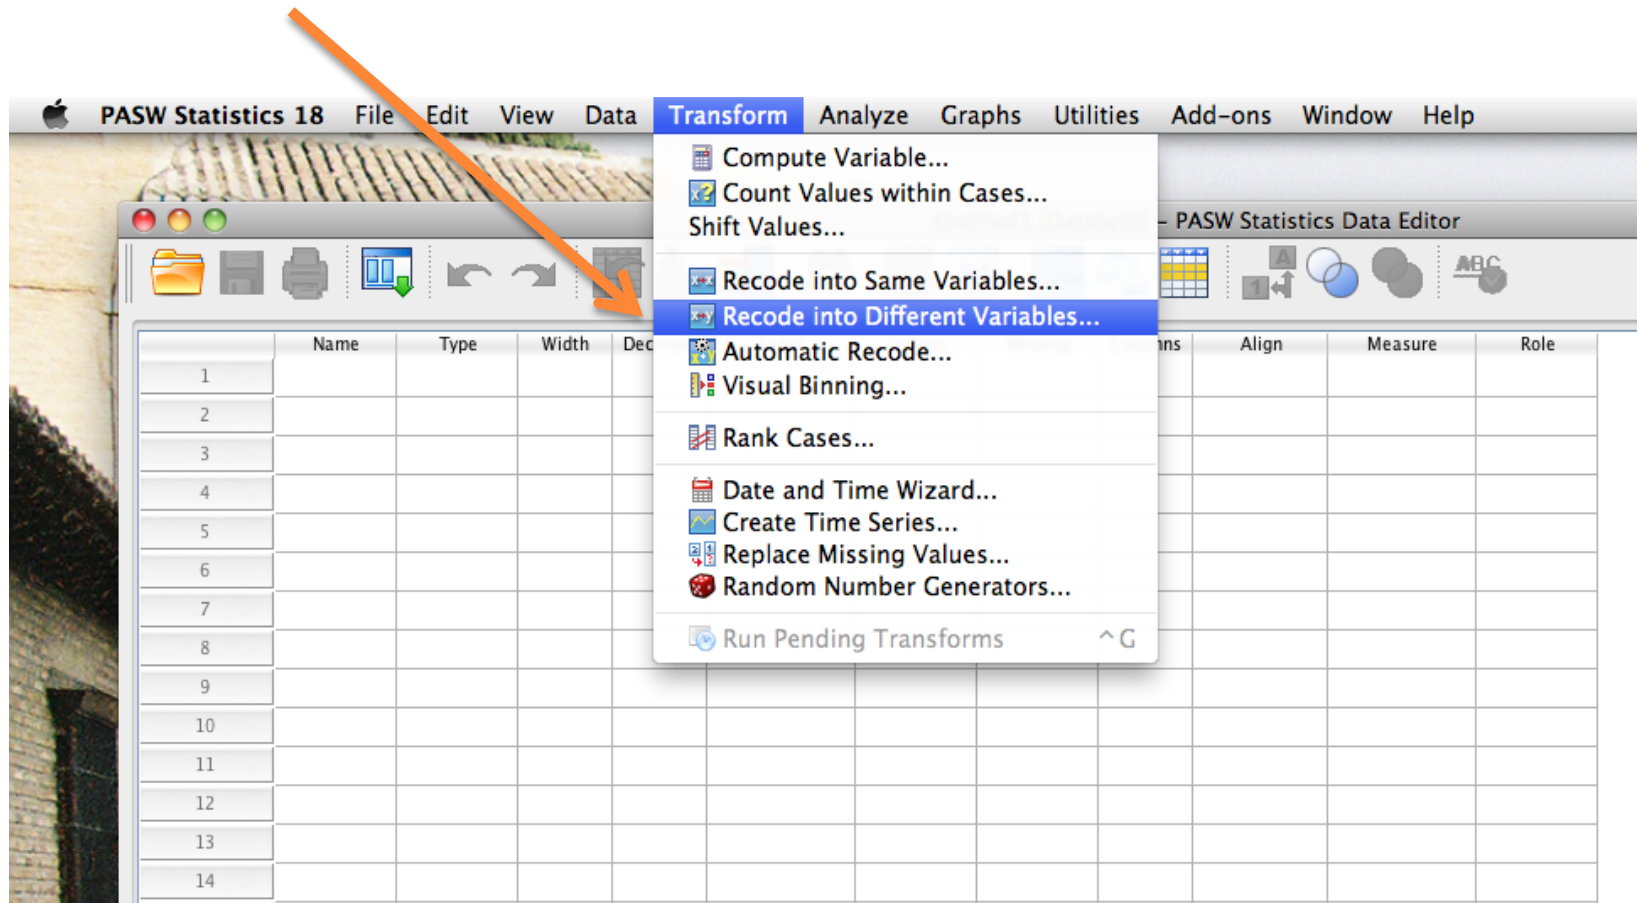 PASW Statistics 18 File Edit View Data Transform Analyze Graphs Utilities Add-ons Window Help
Compute Variable...
Count Values within Cases...
– PASW Statistics Data Editor
Shift Values...
ABC
A
1
Recode into Same Variables...
Recode into Different Variables...
Name Type Width Dec nns Align Measure Role
Automatic Recode...
1
Visual Binning...
2
Rank Cases...
3
4
Date and Time Wizard...
Create Time Series...
5
Replace Missing Values...
6
Random Number Generators...
7
Run Pending Transforms ^G
8
9
10
11
12
13
14